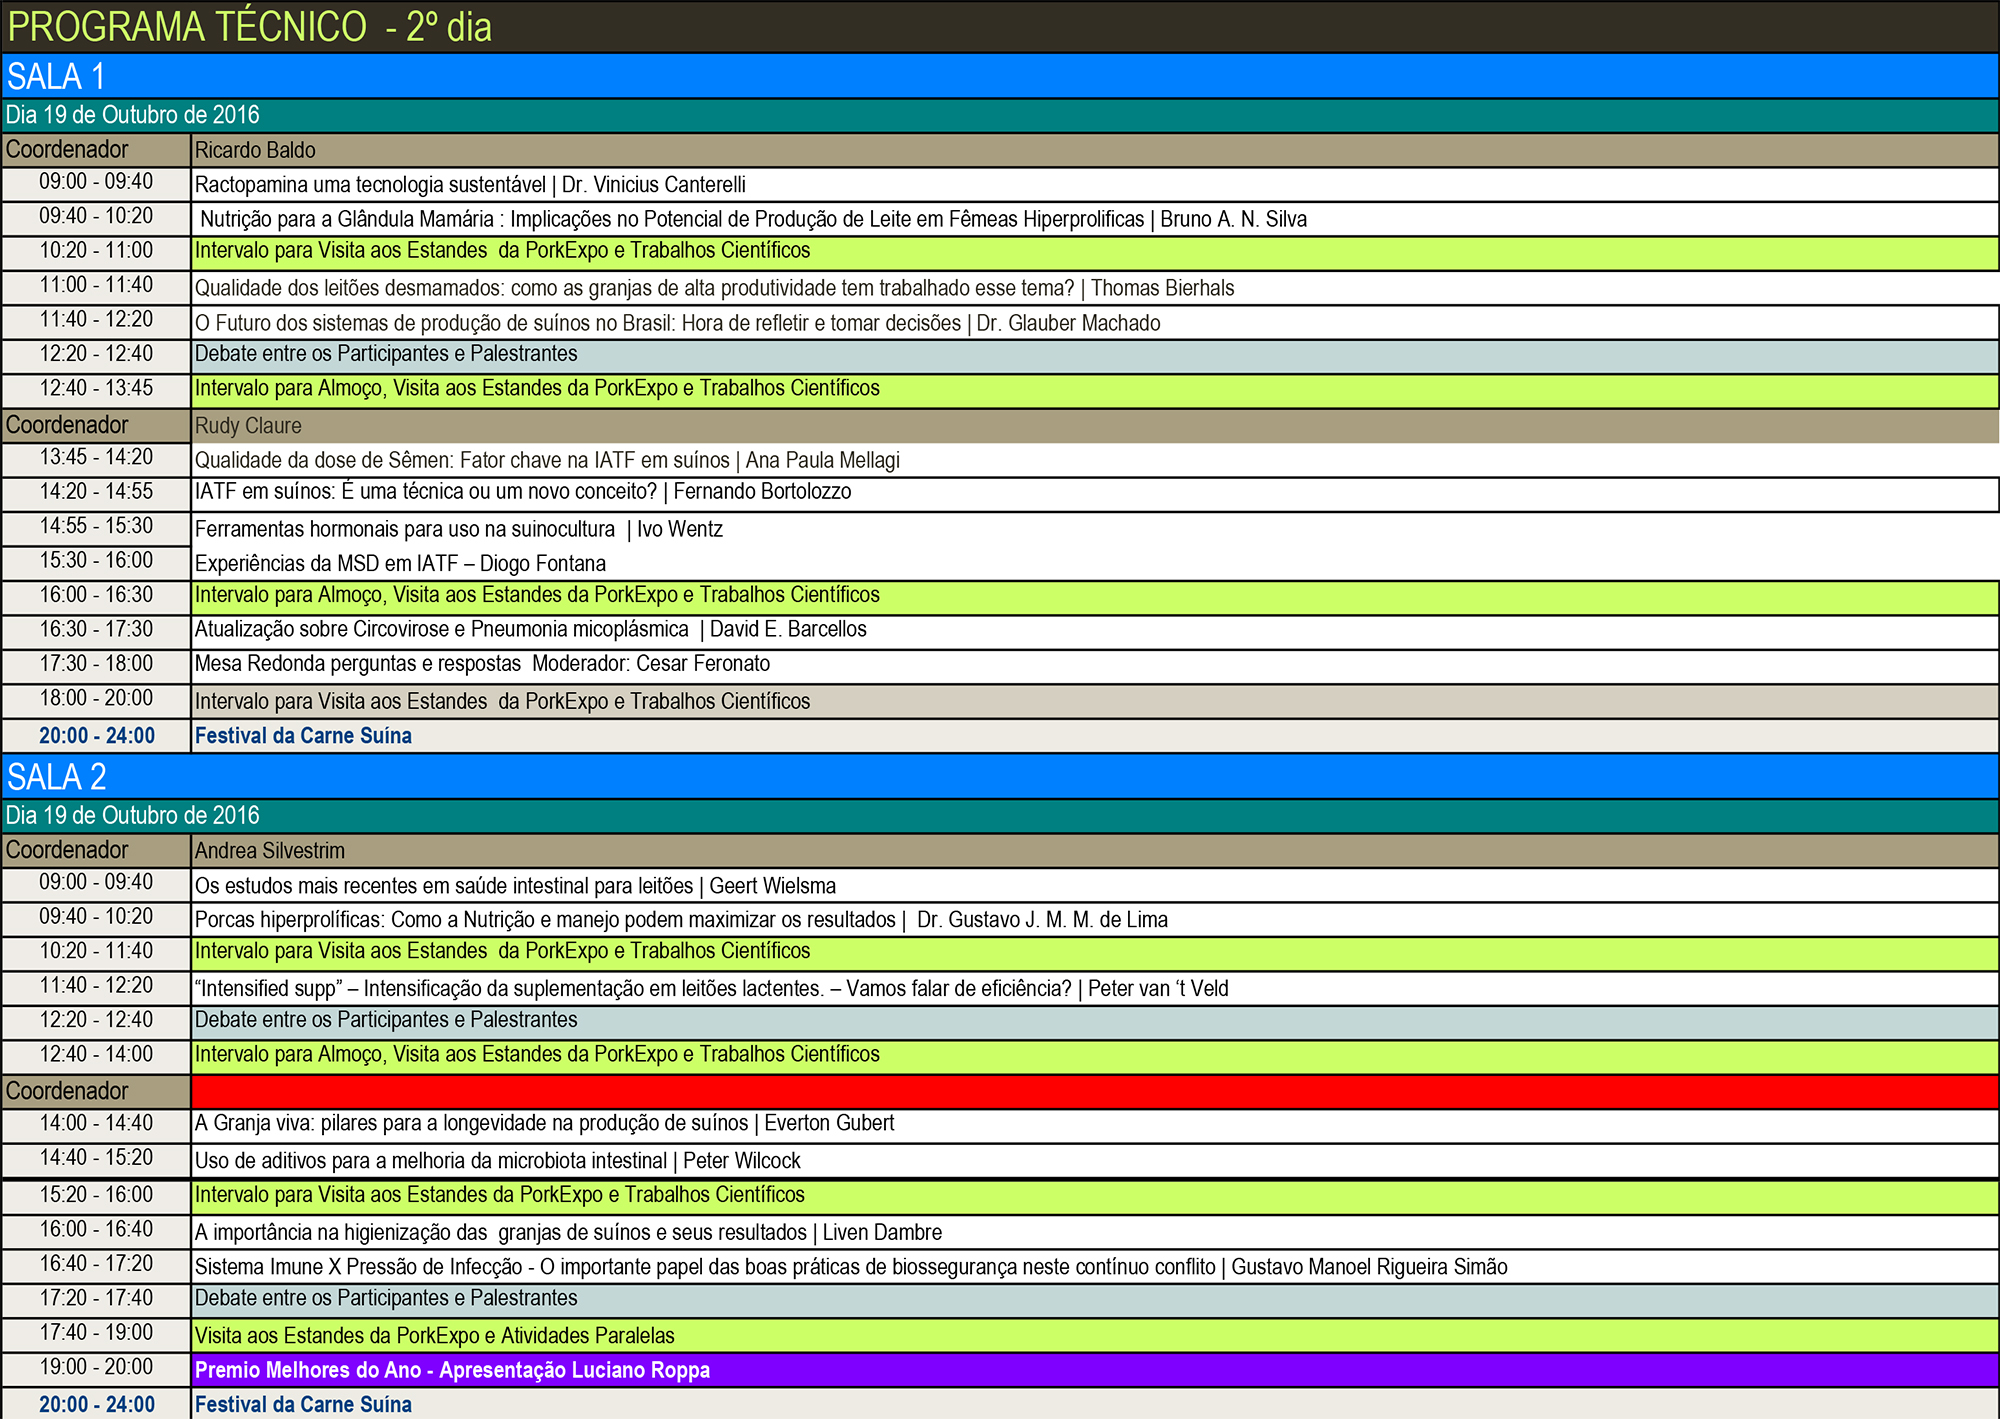 PROGRAMA TÉCNICO - 2º dia
SALA 1
Dia 19 de Outubro de 2016
Coordenador Ricardo Baldo
09:00 - 09:40 Ractopamina uma tecnologia sustentável | Dr. Vinicius Canterelli
09:40 - 10:20 Nutrição para a Glândula Mamária : Implicações no Potencial de Produção de Leite em Fêmeas Hiperprolificas | Bruno A. N. Silva
10:20 - 11:00 Intervalo para Visita aos Estandes da PorkExpo e Trabalhos Científicos
11:00 - 11:40 Qualidade dos leitões desmamados: como as granjas de alta produtividade tem trabalhado esse tema? | Thomas Bierhals
11:40 - 12:20 O Futuro dos sistemas de produção de suínos no Brasil: Hora de refletir e tomar decisões | Dr. Glauber Machado
12:20 - 12:40 Debate entre os Participantes e Palestrantes
12:40 - 13:45 Intervalo para Almoço, Visita aos Estandes da PorkExpo e Trabalhos Científicos
Coordenador Rudy Claure
13:45 - 14:20 Qualidade da dose de Sêmen: Fator chave na IATF em suínos | Ana Paula Mellagi
14:20 - 14:55 IATF em suínos: É uma técnica ou um novo conceito? | Fernando Bortolozzo
14:55 - 15:30 Ferramentas hormonais para uso na suinocultura | Ivo Wentz
15:30 - 16:00 Experiências da MSD em IATF – Diogo Fontana
16:00 - 16:30 Intervalo para Almoço, Visita aos Estandes da PorkExpo e Trabalhos Científicos
16:30 - 17:30 Atualização sobre Circovirose e Pneumonia micoplásmica | David E. Barcellos
17:30 - 18:00 Mesa Redonda perguntas e respostas Moderador: Cesar Feronato
18:00 - 20:00 Intervalo para Visita aos Estandes da PorkExpo e Trabalhos Científicos
20:00 - 24:00 Festival da Carne Suína
SALA 2
Dia 19 de Outubro de 2016
Coordenador Andrea Silvestrim
09:00 - 09:40 Os estudos mais recentes em saúde intestinal para leitões | Geert Wielsma
09:40 - 10:20 Porcas hiperprolíficas: Como a Nutrição e manejo podem maximizar os resultados | Dr. Gustavo J. M. M. de Lima
10:20 - 11:40 Intervalo para Visita aos Estandes da PorkExpo e Trabalhos Científicos
11:40 - 12:20 “Intensified supp” – Intensificação da suplementação em leitões lactentes. – Vamos falar de eficiência? | Peter van ‘t Veld
12:20 - 12:40 Debate entre os Participantes e Palestrantes
12:40 - 14:00 Intervalo para Almoço, Visita aos Estandes da PorkExpo e Trabalhos Científicos
Coordenador
14:00 - 14:40 A Granja viva: pilares para a longevidade na produção de suínos | Everton Gubert
14:40 - 15:20 Uso de aditivos para a melhoria da microbiota intestinal | Peter Wilcock
15:20 - 16:00 Intervalo para Visita aos Estandes da PorkExpo e Trabalhos Científicos
16:00 - 16:40 A importância na higienização das granjas de suínos e seus resultados | Liven Dambre
16:40 - 17:20 Sistema Imune X Pressão de Infecção - O importante papel das boas práticas de biossegurança neste contínuo conflito | Gustavo Manoel Rigueira Simão
17:20 - 17:40 Debate entre os Participantes e Palestrantes
17:40 - 19:00 Visita aos Estandes da PorkExpo e Atividades Paralelas
19:00 - 20:00 Premio Melhores do Ano - Apresentação Luciano Roppa
20:00 - 24:00 Festival da Carne Suína